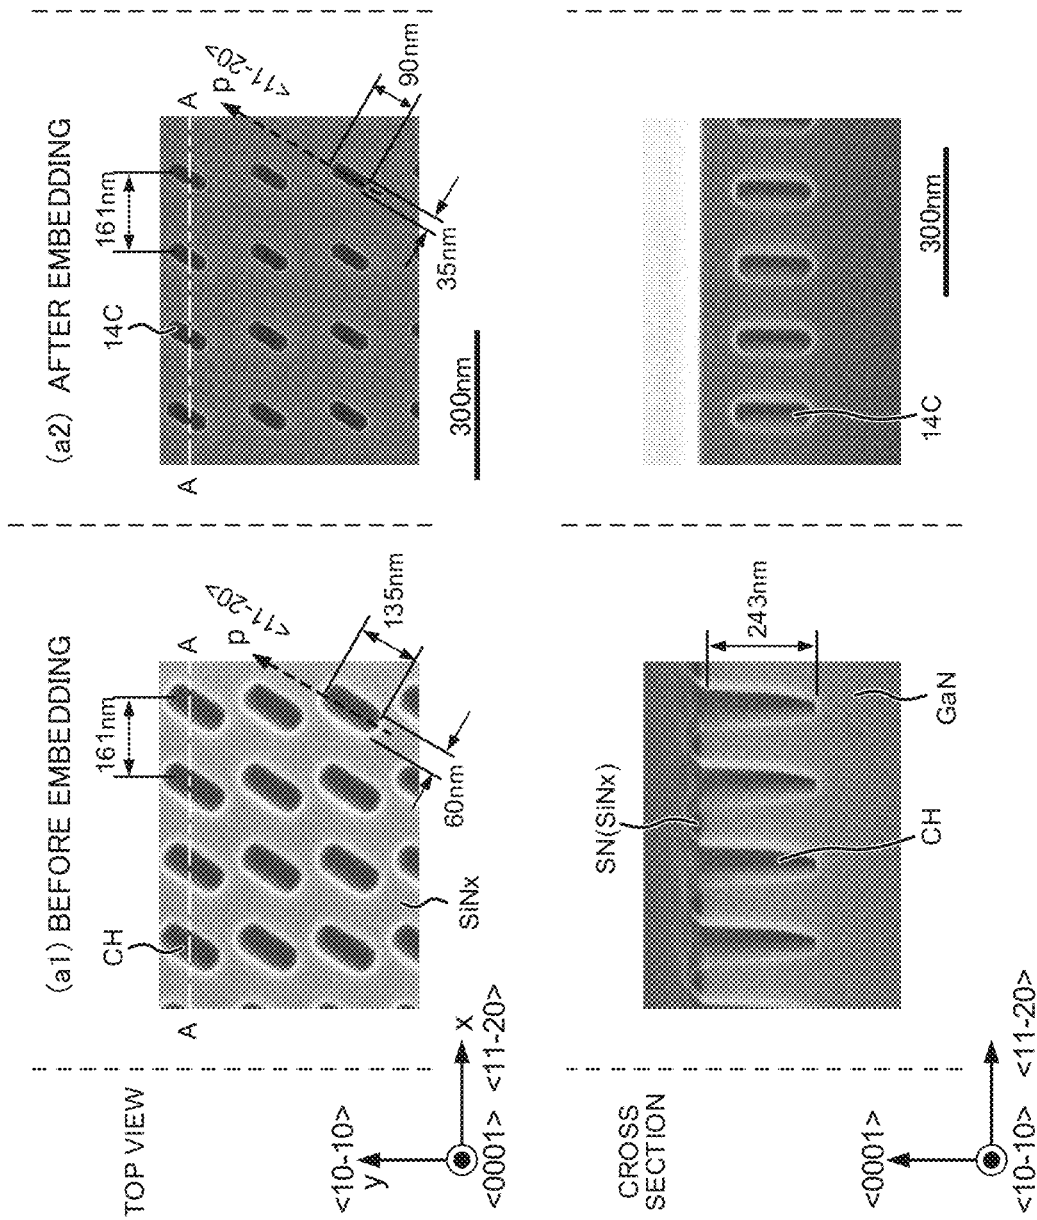 (a1) BEFORE EMBEDDING
(a2) AFTER EMBEDDING
TOP VIEW
CH
161nm
14C
161nm
A
A
A
A
p
<11-20>
p
<11-20>
135nm
60nm
90nm
35nm
SiNx
300nm
<10-10>
y
x
<0001>
<11-20>
CROSS
SECTION
SN(SiNx)
243nm
CH
GaN
14C
300nm
<0001>
<10-10>
<11-20>